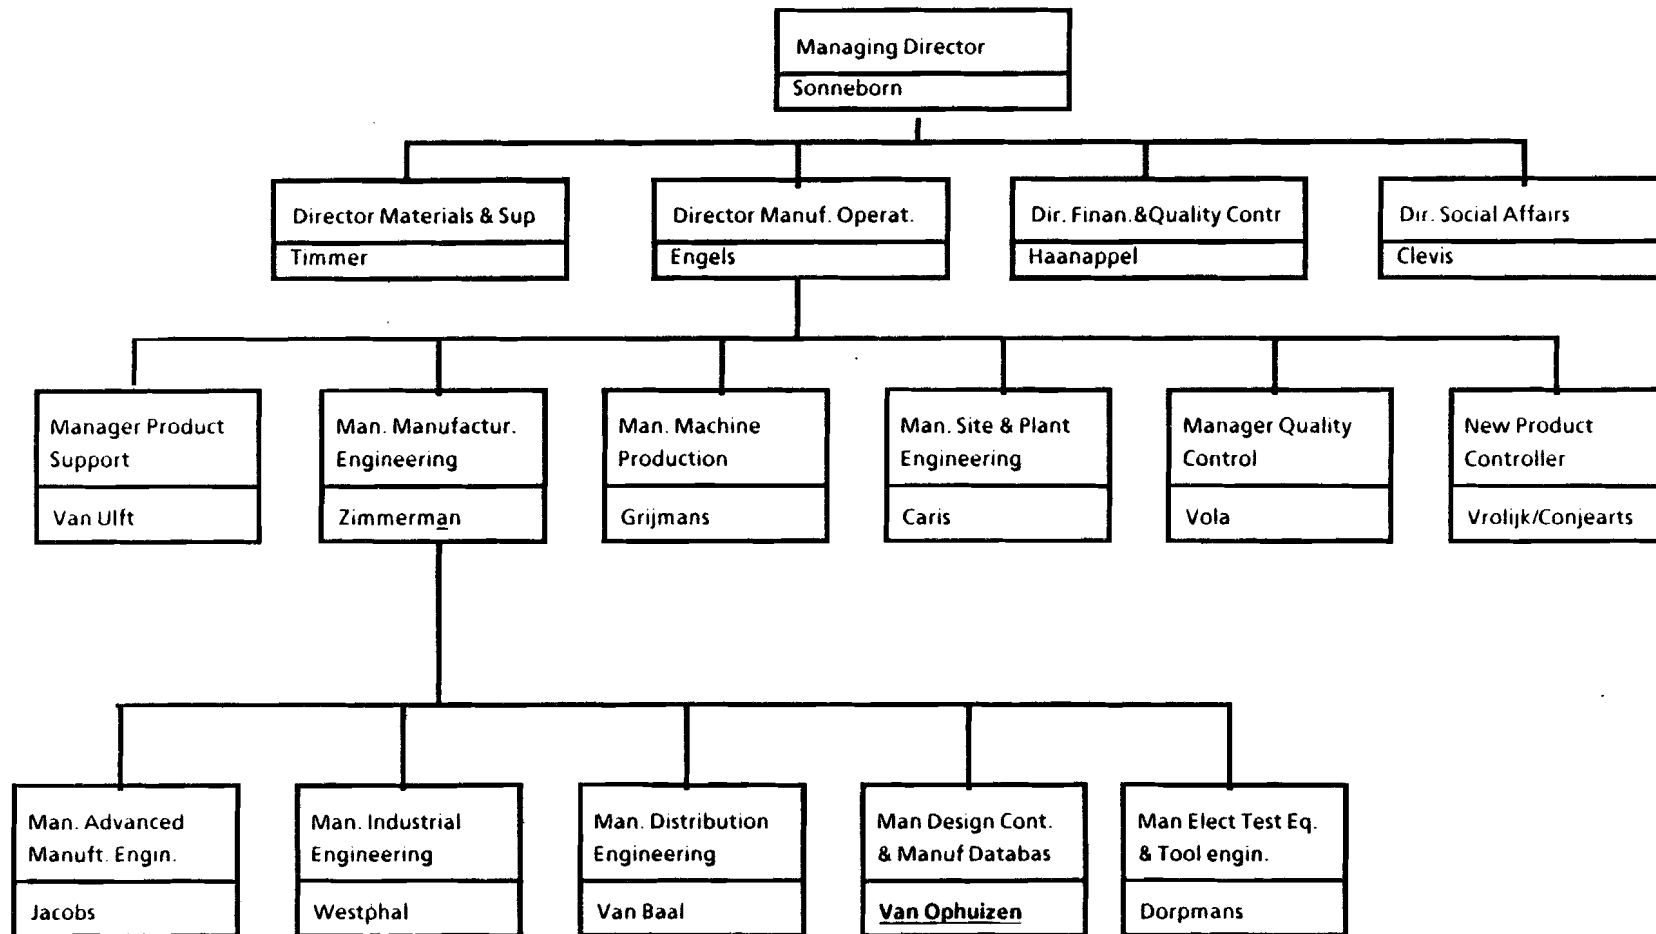 Managing Director
Sonneborn
Director Materials & Sup
Timmer
Director Manuf. Operat.
Engels
Dir. Finan.&Quality Contr
Haanappel
Dir. Social Affairs
Clevis
Manager Product
Support
Van Ulft
Man. Manufactur.
Engineering
Zimmerman
Man. Machine
Production
Grijmans
Man. Site & Plant
Engineering
Caris
Manager Quality
Control
Vola
New Product
Controller
Vrolijk/Conjearts
Man. Advanced
Manuft. Engin.
Jacobs
Man. Industrial
Engineering
Westphal
Man. Distribution
Engineering
Van Baal
Man Design Cont.
& Manuf Databas
Van Ophuizen
Man Elect Test Eq.
& Tool engin.
Dorpmans